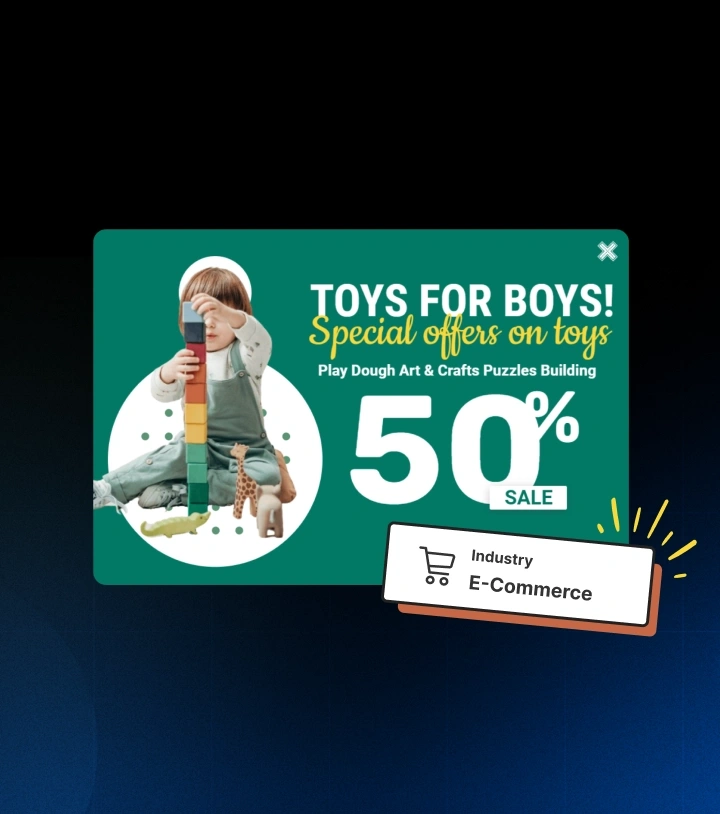 TOYS FOR BOYS!
Special offers on toys
Play Dough Art & Crafts Puzzles Building
50%
SALE
Industry
E-Commerce